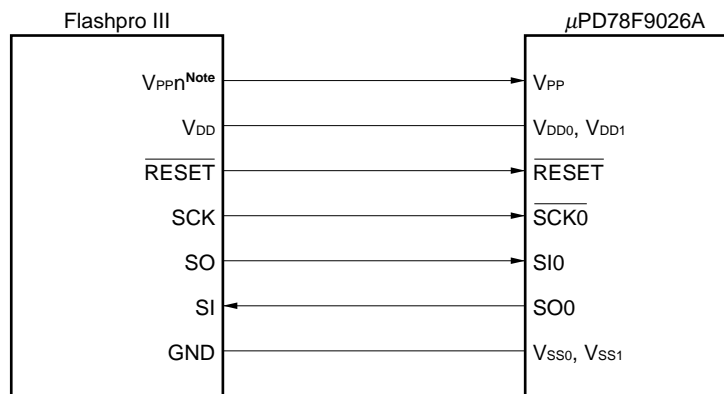 Flashpro III μPD78F9026A
VPPnNote VPP
VDD VDD0, VDD1
RESET RESET
SCK SCK0
SO SI0
SI SO0
GND VSS0, VSS1